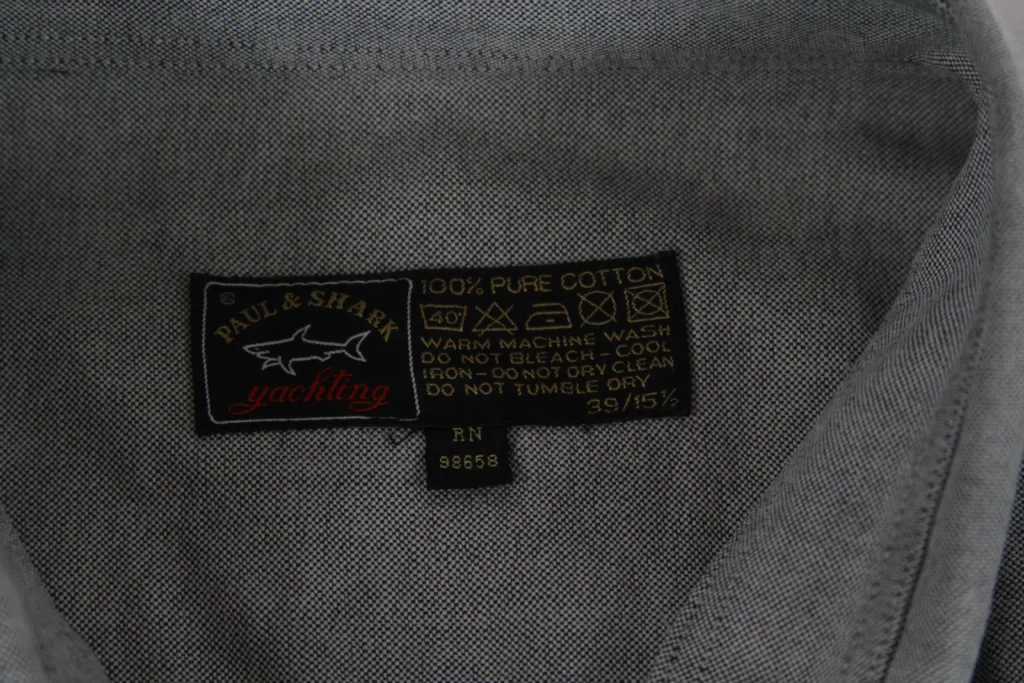 ®
PAUL & SHARK
yachting
100% PURE COTTON
40°
WARM MACHINE WASH
DO NOT BLEACH - COOL
IRON - DO NOT DRY CLEAN
DO NOT TUMBLE DRY
39/15½
RN
98658